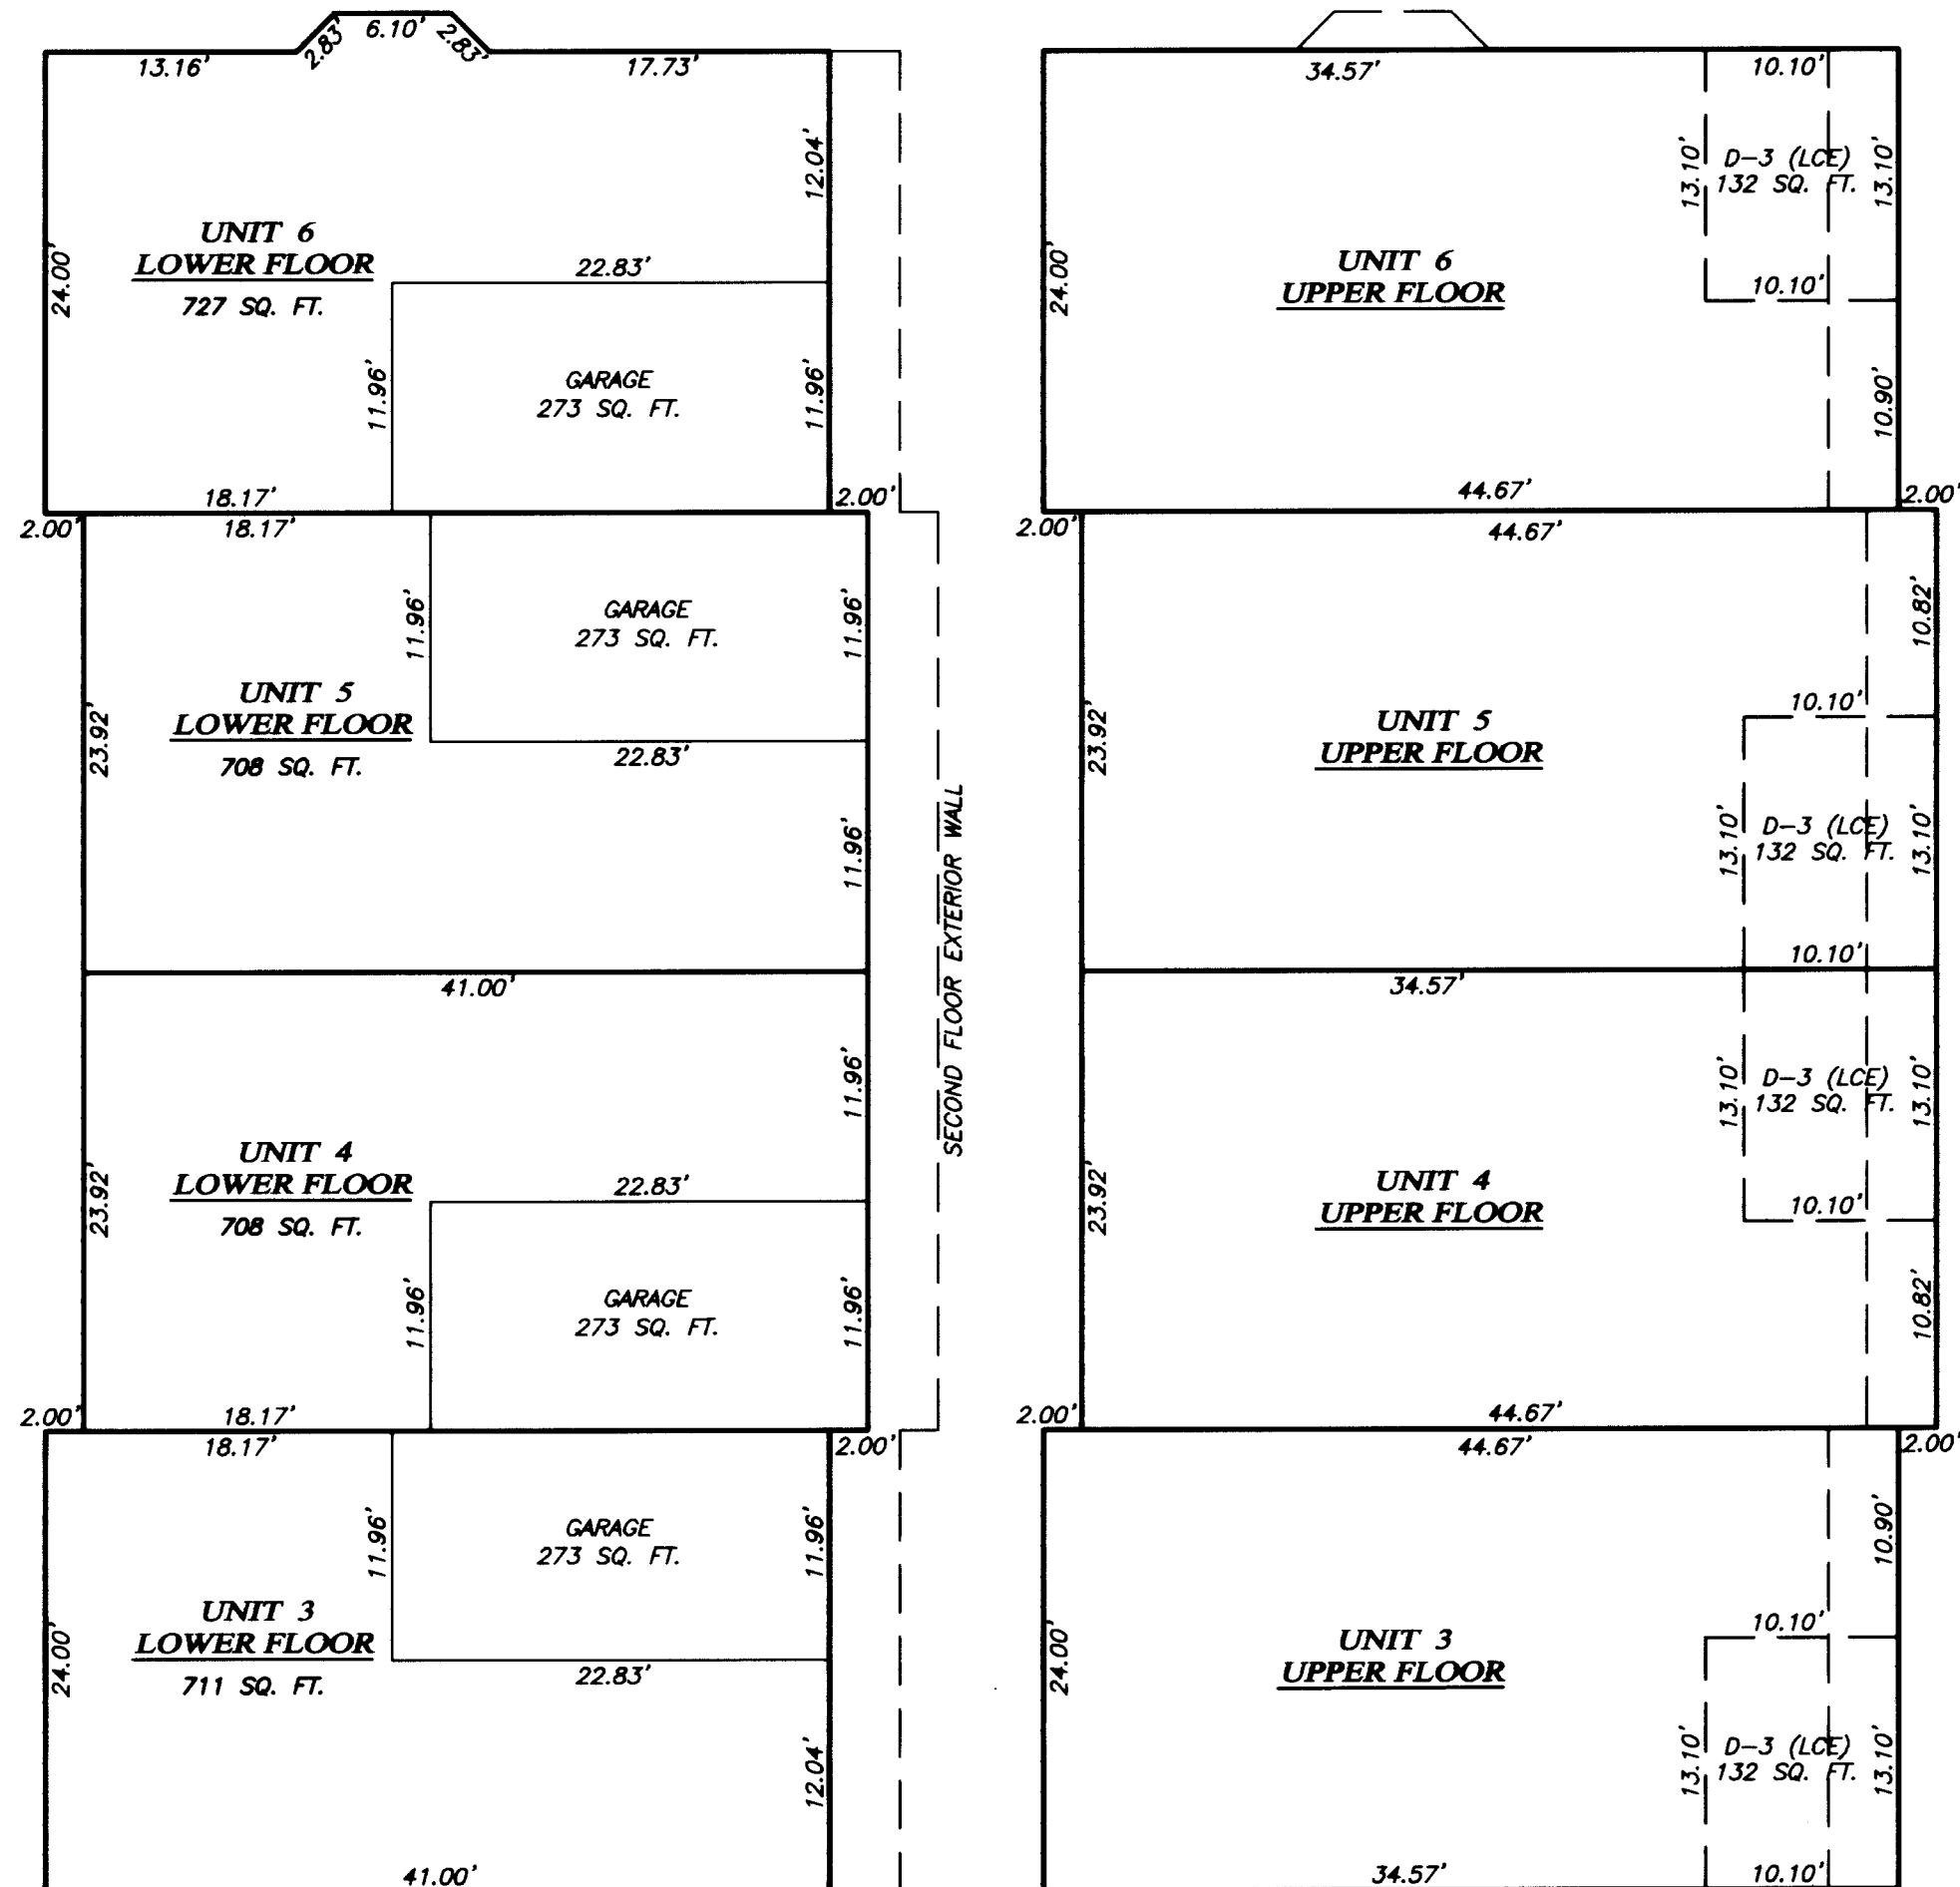 13.16'
2.83'
6.10'
2.83'
17.73'
12.04'
24.00'
UNIT 6
LOWER FLOOR
727 SQ. FT.
22.83'
11.96'
GARAGE
273 SQ. FT.
11.96'
18.17'
2.00'
2.00'
18.17'
11.96'
GARAGE
273 SQ. FT.
11.96'
UNIT 5
LOWER FLOOR
708 SQ. FT.
23.92'
22.83'
11.96'
41.00'
SECOND FLOOR EXTERIOR WALL
11.96'
UNIT 4
LOWER FLOOR
708 SQ. FT.
23.92'
22.83'
11.96'
GARAGE
273 SQ. FT.
11.96'
2.00'
18.17'
18.17'
2.00'
11.96'
GARAGE
273 SQ. FT.
11.96'
UNIT 3
LOWER FLOOR
711 SQ. FT.
24.00'
22.83'
12.04'
41.00'
34.57'
10.10'
13.10'
D-3 (LCE)
132 SQ. FT.
13.10'
24.00'
UNIT 6
UPPER FLOOR
10.10'
10.90'
44.67'
2.00'
2.00'
44.67'
10.82'
10.10'
23.92'
UNIT 5
UPPER FLOOR
13.10'
D-3 (LCE)
132 SQ. FT.
13.10'
10.10'
34.57'
13.10'
D-3 (LCE)
132 SQ. FT.
13.10'
23.92'
UNIT 4
UPPER FLOOR
10.10'
10.82'
2.00'
44.67'
44.67'
2.00'
10.90'
10.10'
24.00'
UNIT 3
UPPER FLOOR
13.10'
D-3 (LCE)
132 SQ. FT.
13.10'
34.57'
10.10'